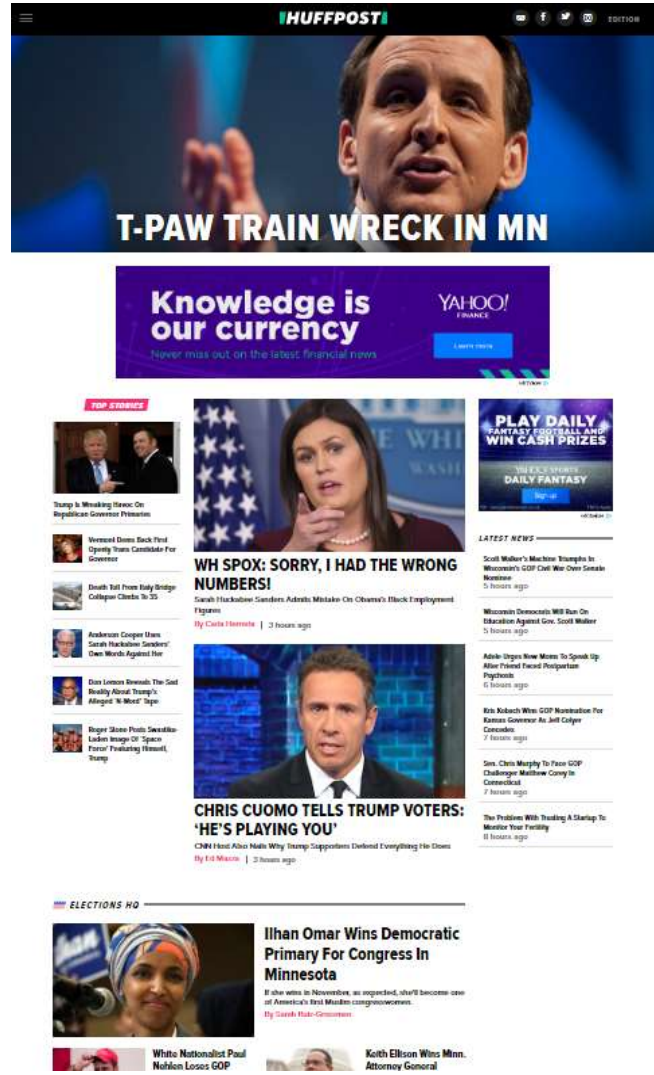 HUFFPOST
EDITION
T-PAW TRAIN WRECK IN MN
Knowledge is
our currency
Never miss out on the latest financial news
YAHOO!
FINANCE
Learn more
TOP STORIES
Trump Is Wreaking Havoc On
Republican Governor Primaries
Vermont Dems Back First
Openly Trans Candidate For
Governor
Death Toll From Italy Bridge
Collapse Climbs To 35
Anderson Cooper Uses
Sarah Huckabee Sanders'
Own Words Against Her
Don Lemon Reveals The Sad
Reality About Trump's
Alleged 'N-Word' Tape
Roger Stone Posts Swastika-
Laden Image Of 'Space
Force' Featuring Himself,
Trump
WH SPOX: SORRY, I HAD THE WRONG
NUMBERS!
Sarah Huckabee Sanders Admits Mistake On Obama's Black Employment
Figures
By Carla Herreria | 3 hours ago
CHRIS CUOMO TELLS TRUMP VOTERS:
'HE'S PLAYING YOU'
CNN Host Also Nails Why Trump Supporters Defend Everything He Does
By Ed Mazza | 3 hours ago
PLAY DAILY
FANTASY FOOTBALL AND
WIN CASH PRIZES
YAHOO! SPORTS
DAILY FANTASY
Sign up
LATEST NEWS
Scott Walker's Machine Triumphs In
Wisconsin's GOP Civil War Over Senate
Nominee
5 hours ago
Wisconsin Democrats Will Run On
Education Against Gov. Scott Walker
5 hours ago
Adele Urges New Moms To Speak Up
After Friend Faced Postpartum
Psychosis
6 hours ago
Kris Kobach Wins GOP Nomination For
Kansas Governor As Jeff Colyer
Concedes
7 hours ago
Sen. Chris Murphy To Face GOP
Challenger Matthew Corey In
Connecticut
7 hours ago
The Problem With Trusting A Startup To
Monitor Your Fertility
8 hours ago
ELECTIONS HQ
Ilhan Omar Wins Democratic
Primary For Congress In
Minnesota
If she wins in November, as expected, she'll become one
of America's first Muslim congresswomen.
By Sarah Ruiz-Grossman
White Nationalist Paul
Nehlen Loses GOP
Keith Ellison Wins Minn.
Attorney General